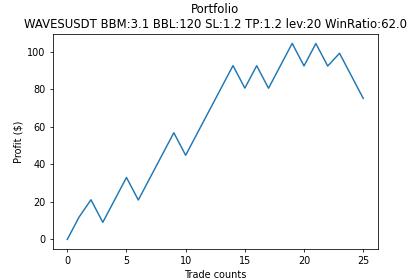 Portfolio
WAVESUSDT BBM:3.1 BBL:120 SL:1.2 TP:1.2 lev:20 WinRatio:62.0
100
80
60
40
20
0
Profit ($)
0 5 10 15 20 25
Trade counts